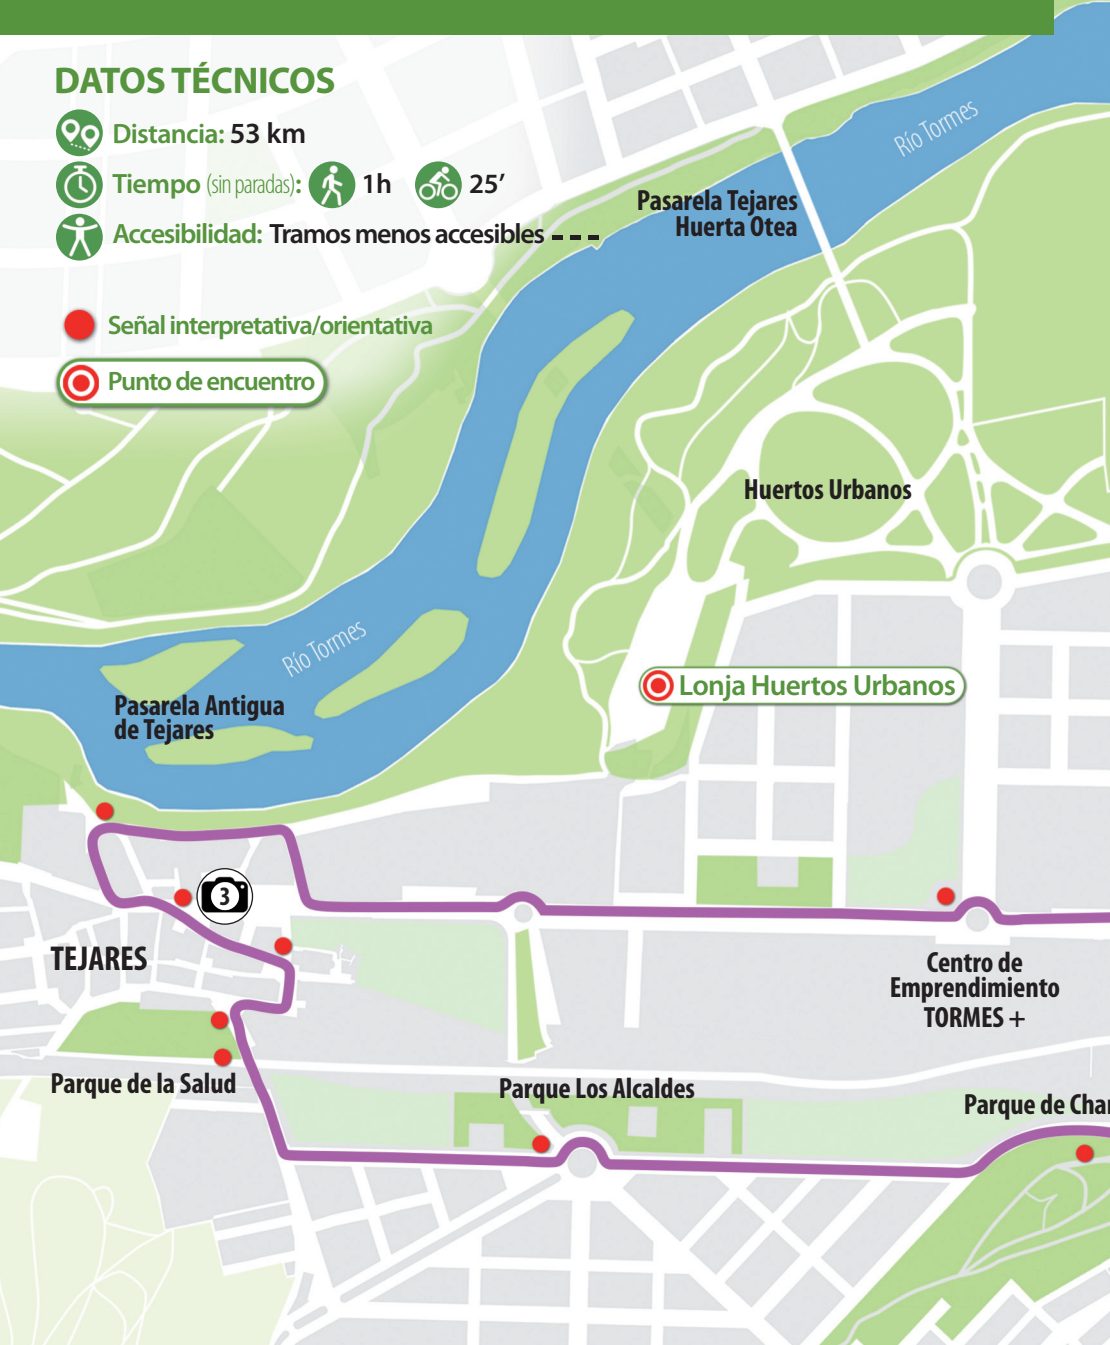 DATOS TÉCNICOS
Distancia: 53 km
Tiempo (sin paradas): 1h 25’
Accesibilidad: Tramos menos accesibles
Señal interpretativa/orientativa
Punto de encuentro
Río Tormes
Pasarela Tejares
Huerta Otea
Huertos Urbanos
Río Tormes
Lonja Huertos Urbanos
Pasarela Antigua
de Tejares
3
TEJARES
Centro de
Emprendimiento
TORMES +
Parque de la Salud
Parque Los Alcaldes
Parque de Char